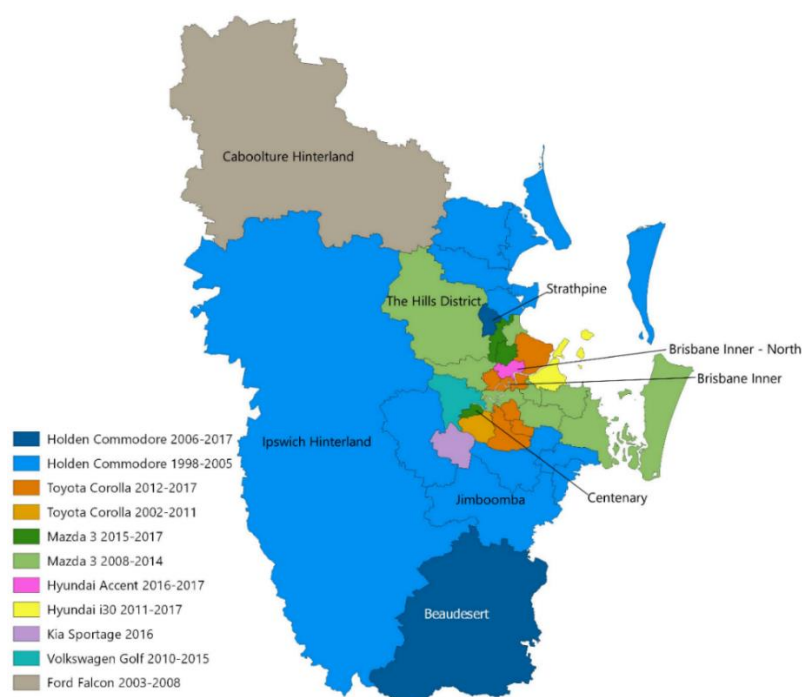 Caboolture Hinterland
Strathpine
The Hills District
Brisbane Inner - North
Brisbane Inner
Ipswich Hinterland
Centenary
Jimboomba
Beaudesert
Holden Commodore 2006-2017
Holden Commodore 1998-2005
Toyota Corolla 2012-2017
Toyota Corolla 2002-2011
Mazda 3 2015-2017
Mazda 3 2008-2014
Hyundai Accent 2016-2017
Hyundai i30 2011-2017
Kia Sportage 2016
Volkswagen Golf 2010-2015
Ford Falcon 2003-2008